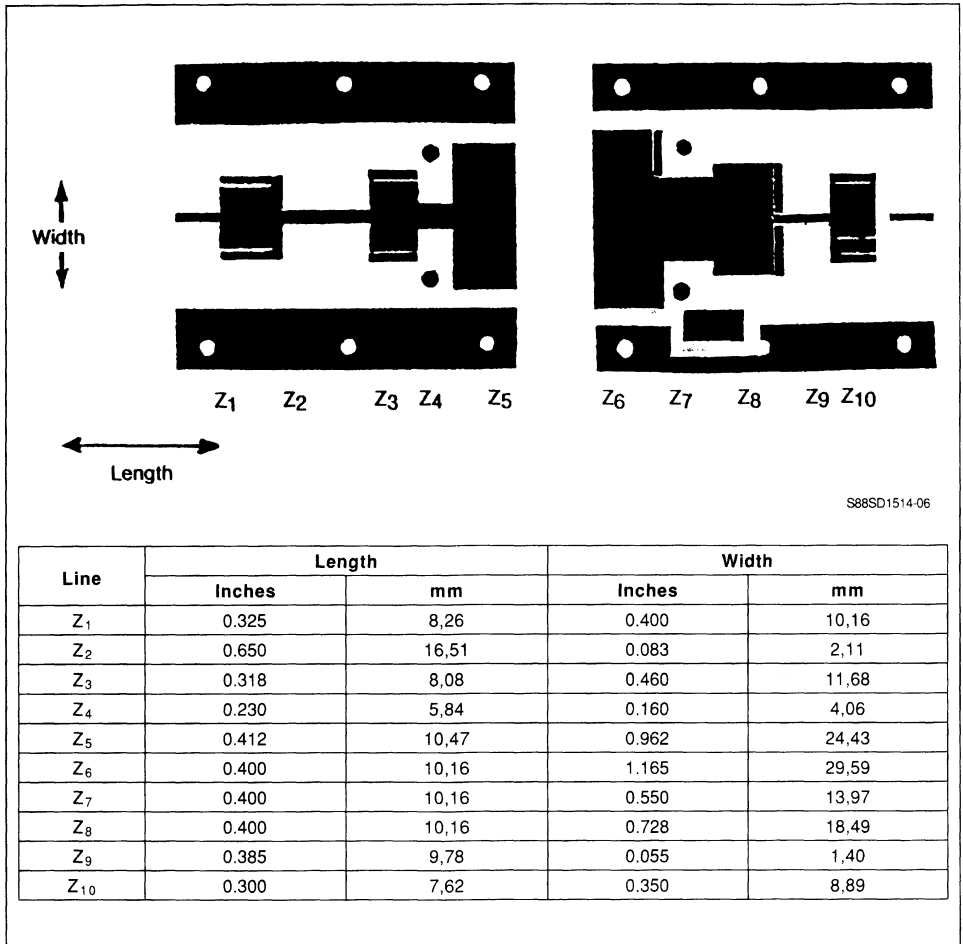 Width
Z1 Z2 Z3 Z4 Z5 Z6 Z7 Z8 Z9 Z10
Length
S88SD1514-06
Line Length Width
Inches mm Inches mm
Z1 0.325 8,26 0.400 10,16
Z2 0.650 16,51 0.083 2,11
Z3 0.318 8,08 0.460 11,68
Z4 0.230 5,84 0.160 4,06
Z5 0.412 10,47 0.962 24,43
Z6 0.400 10,16 1.165 29,59
Z7 0.400 10,16 0.550 13,97
Z8 0.400 10,16 0.728 18,49
Z9 0.385 9,78 0.055 1,40
Z10 0.300 7,62 0.350 8,89